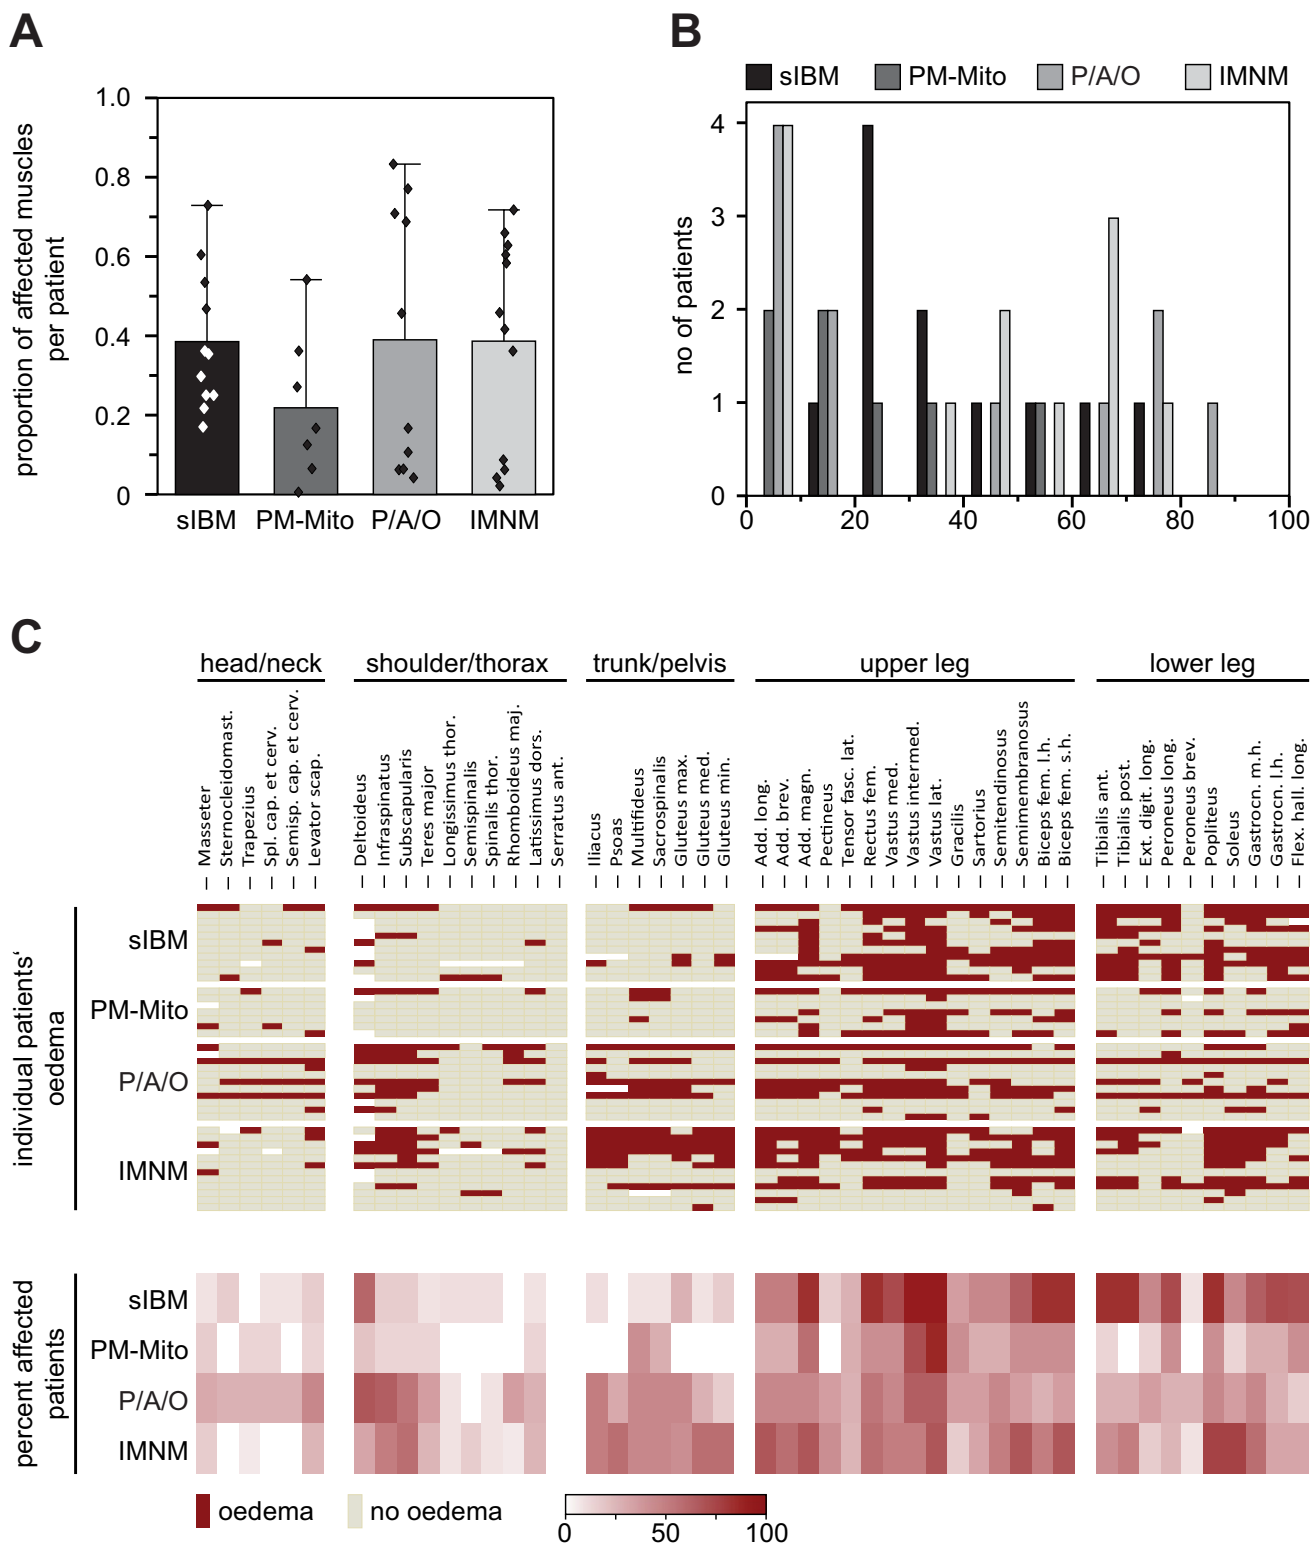 A
proportion of affected muscles
per patient
1.0
0.8
0.6
0.4
0.2
0
sIBM PM-Mito P/A/O IMNM
B
sIBM PM-Mito P/A/O IMNM
no of patients
4
3
2
1
0
0 20 40 60 80 100
C
head/neck shoulder/thorax trunk/pelvis upper leg lower leg
Masseter
Sternocleidomast.
Trapezius
Spl. cap. et cerv.
Semisp. cap. et cerv.
Levator scap.
Deltoideus
Infraspinatus
Subscapularis
Teres major
Longissimus thor.
Semispinalis
Spinalis thor.
Rhomboideus maj.
Latissimus dors.
Serratus ant.
Iliacus
Psoas
Multifideus
Sacrospinalis
Gluteus max.
Gluteus med.
Gluteus min.
Add. long.
Add. brev.
Add. magn.
Pectineus
Tensor fasc. lat.
Rectus fem.
Vastus med.
Vastus intermed.
Vastus lat.
Gracilis
Sartorius
Semitendinosus
Semimembranosus
Biceps fem. l.h.
Biceps fem. s.h.
Tibialis ant.
Tibialis post.
Ext. digit. long.
Peroneus long.
Peroneus brev.
Popliteus
Soleus
Gastrocn. m.h.
Gastrocn. l.h.
Flex. hall. long.
individual patients‘
oedema
sIBM
PM-Mito
P/A/O
IMNM
percent affected
patients
sIBM
PM-Mito
P/A/O
IMNM
oedema no oedema
0 50 100